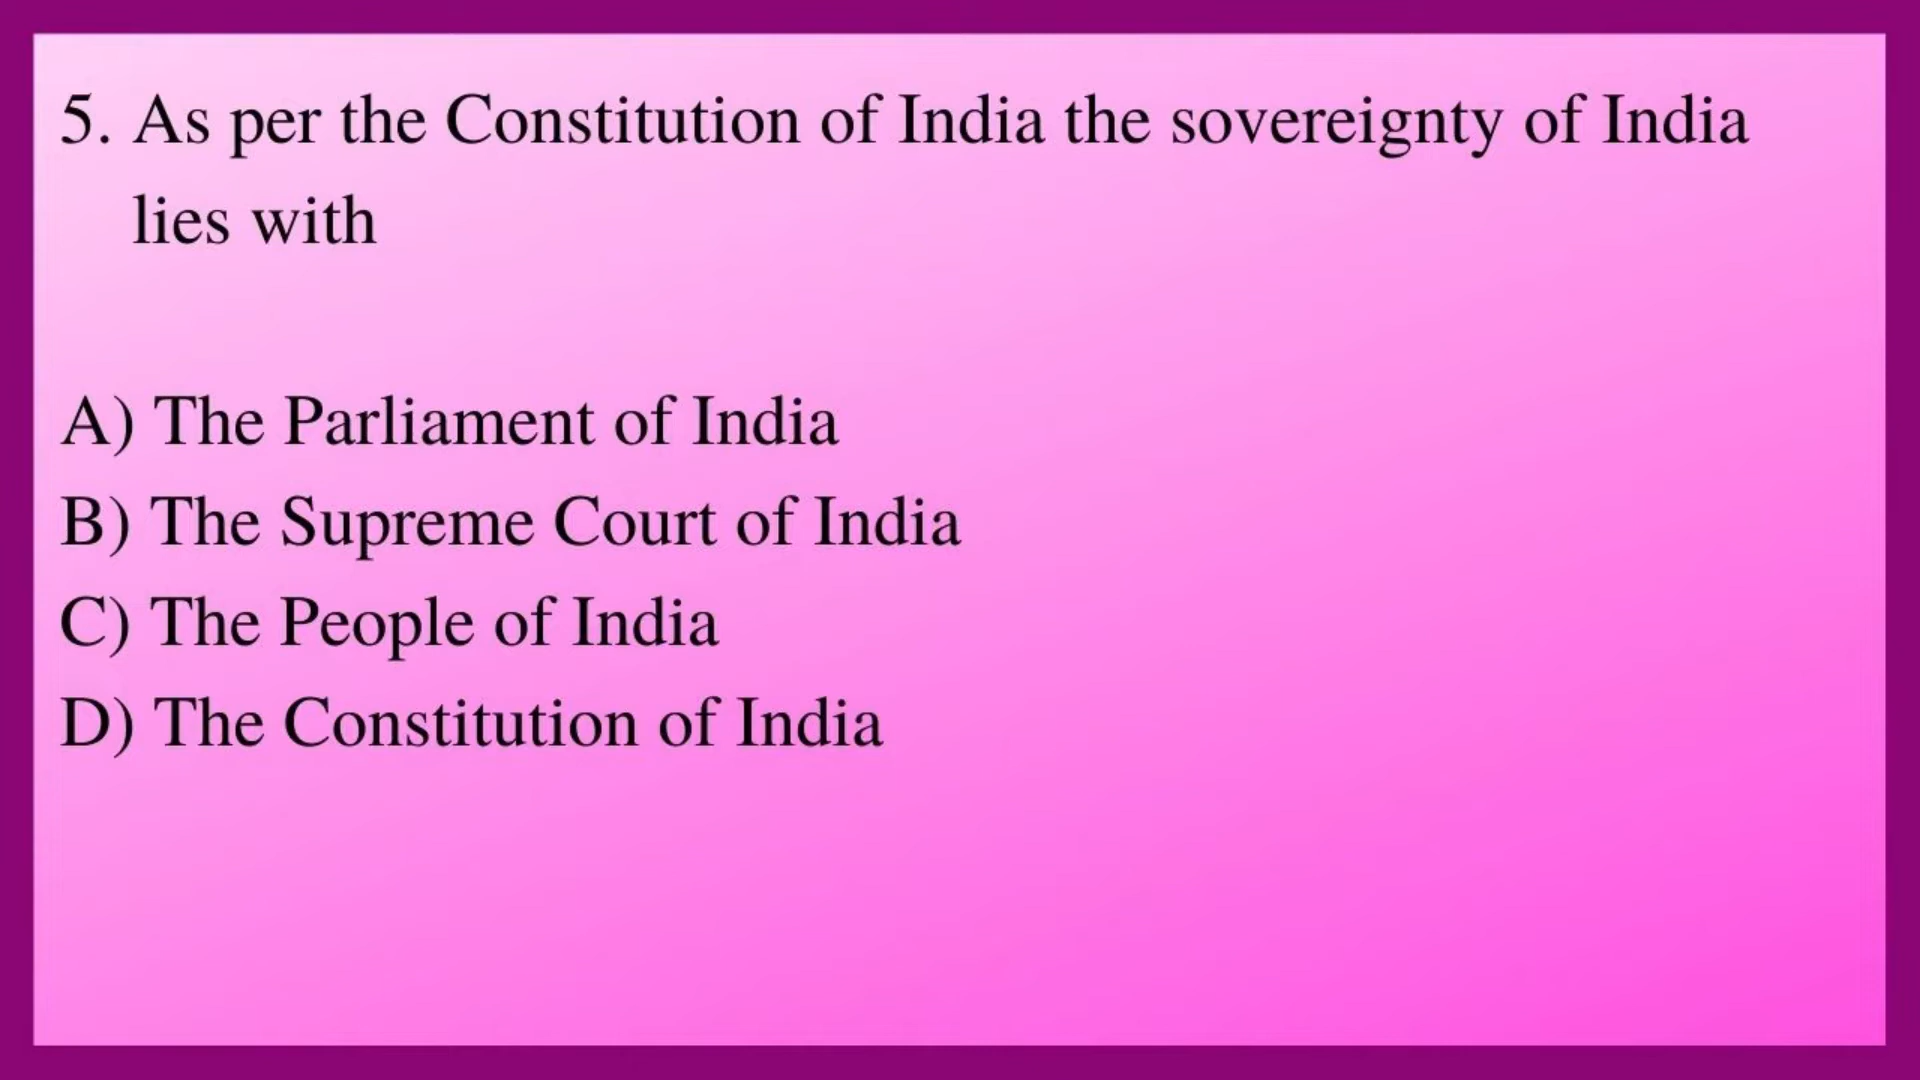 5. As per the Constitution of India the sovereignty of India
lies with
A) The Parliament of India
B) The Supreme Court of India
C) The People of India
D) The Constitution of India